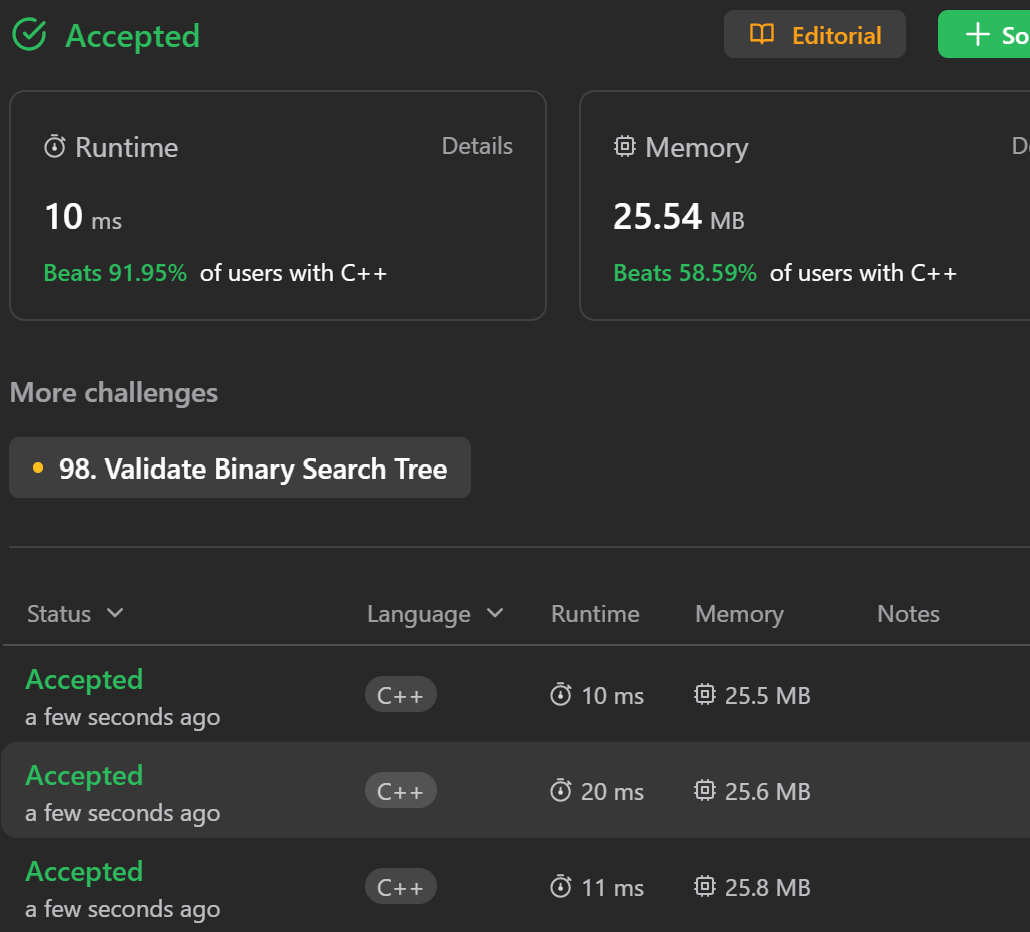 Accepted
Editorial
So
Runtime
Details
10 ms
Beats 91.95% of users with C++
Memory
De
25.54 MB
Beats 58.59% of users with C++
More challenges
98. Validate Binary Search Tree
Status Language Runtime Memory Notes
Accepted
a few seconds ago
C++ 10 ms 25.5 MB
Accepted
a few seconds ago
C++ 20 ms 25.6 MB
Accepted
a few seconds ago
C++ 11 ms 25.8 MB